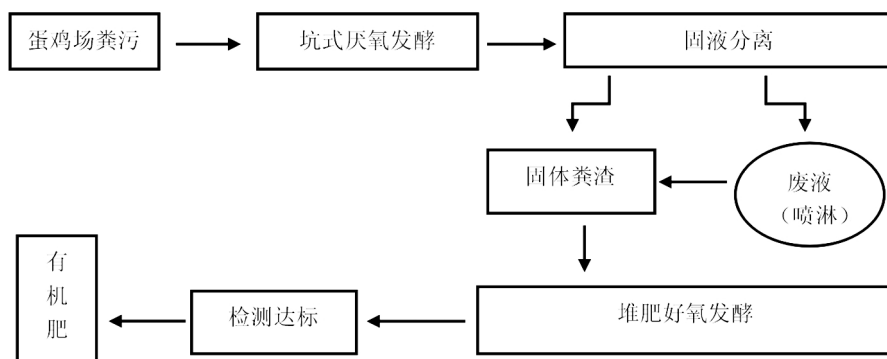 蛋鸡场粪污
坑式厌氧发酵
固液分离
固体粪渣
废液
（喷淋）
堆肥好氧发酵
检测达标
有
机
肥